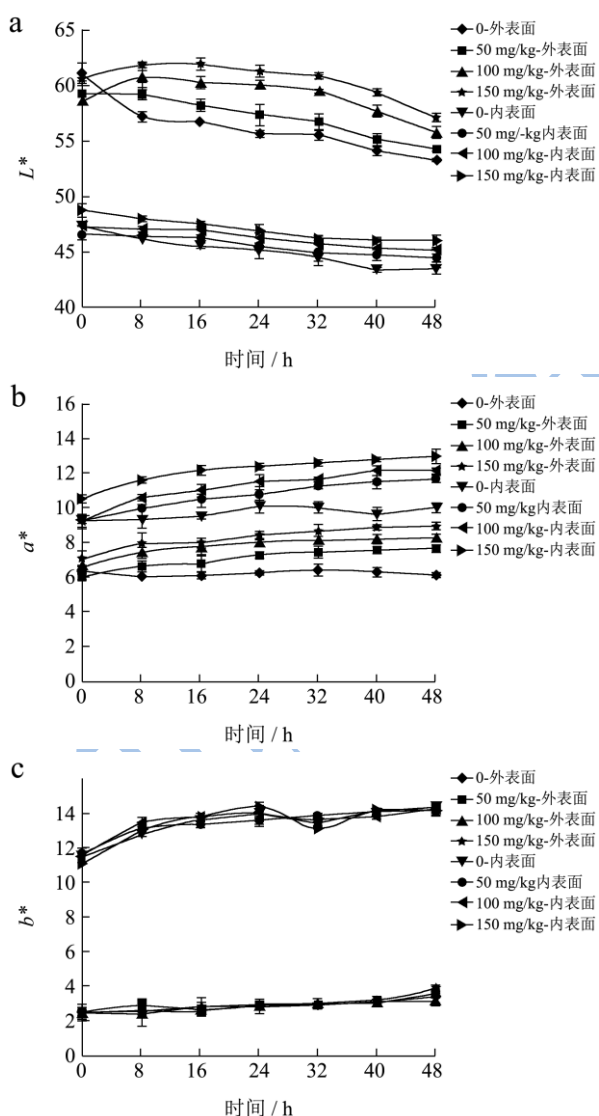 a
65
60
55
50
45
40
L*
0 8 16 24 32 40 48
时间 / h
0-外表面
50 mg/kg-外表面
100 mg/kg-外表面
150 mg/kg-外表面
0-内表面
50 mg/-kg内表面
100 mg/kg-内表面
150 mg/kg-内表面
b
16
14
12
10
8
6
4
2
0
a*
0 8 16 24 32 40 48
时间 / h
0-外表面
50 mg/kg-外表面
100 mg/kg-外表面
150 mg/kg-外表面
0-内表面
50 mg/kg内表面
100 mg/kg-内表面
150 mg/kg-内表面
c
16
14
12
10
8
6
4
2
0
b*
0 8 16 24 32 40 48
时间 / h
0-外表面
50 mg/kg-外表面
100 mg/kg-外表面
150 mg/kg-外表面
0-内表面
50 mg/kg内表面
100 mg/kg-内表面
150 mg/kg-内表面